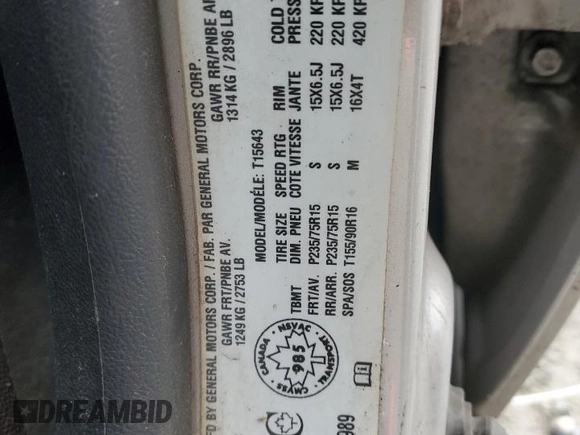 FD BY GENERAL MOTORS CORP. / FAB. PAR GENERAL MOTORS CORP.
GAWR FRT/PNBE AV. GAWR RR/PNBE AR
1249 KG / 2753 LB 1314 KG / 2896 LB
MODEL/MODÈLE: T15643
TBMT TIRE SIZE SPEED RTG RIM COLD
DIM. PNEU COTE VITESSE JANTE PRESS
FRT/AV. P235/75R15 S 15X6.5J 220 KP
RR/ARR. P235/75R15 S 15X6.5J 220 KP
SPA/SOS T155/90R16 M 16X4T 420 KP
CANADA
NSVAC
985
CMVSS
TRANSPORT
989
DREAMBID